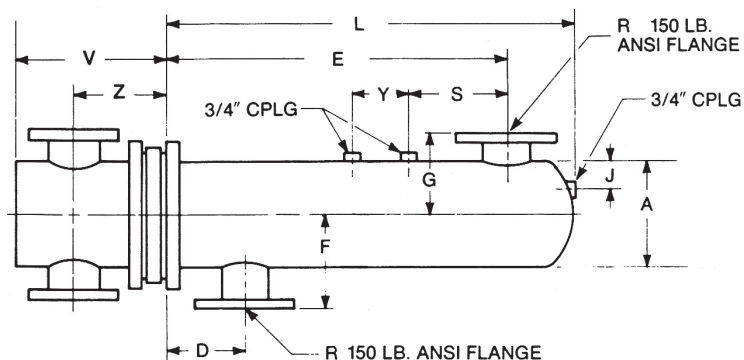 L
R 150 LB.
ANSI FLANGE
V
E
Z
Y
S
3/4" CPLG
3/4" CPLG
G
J
A
F
D
R 150 LB. ANSI FLANGE